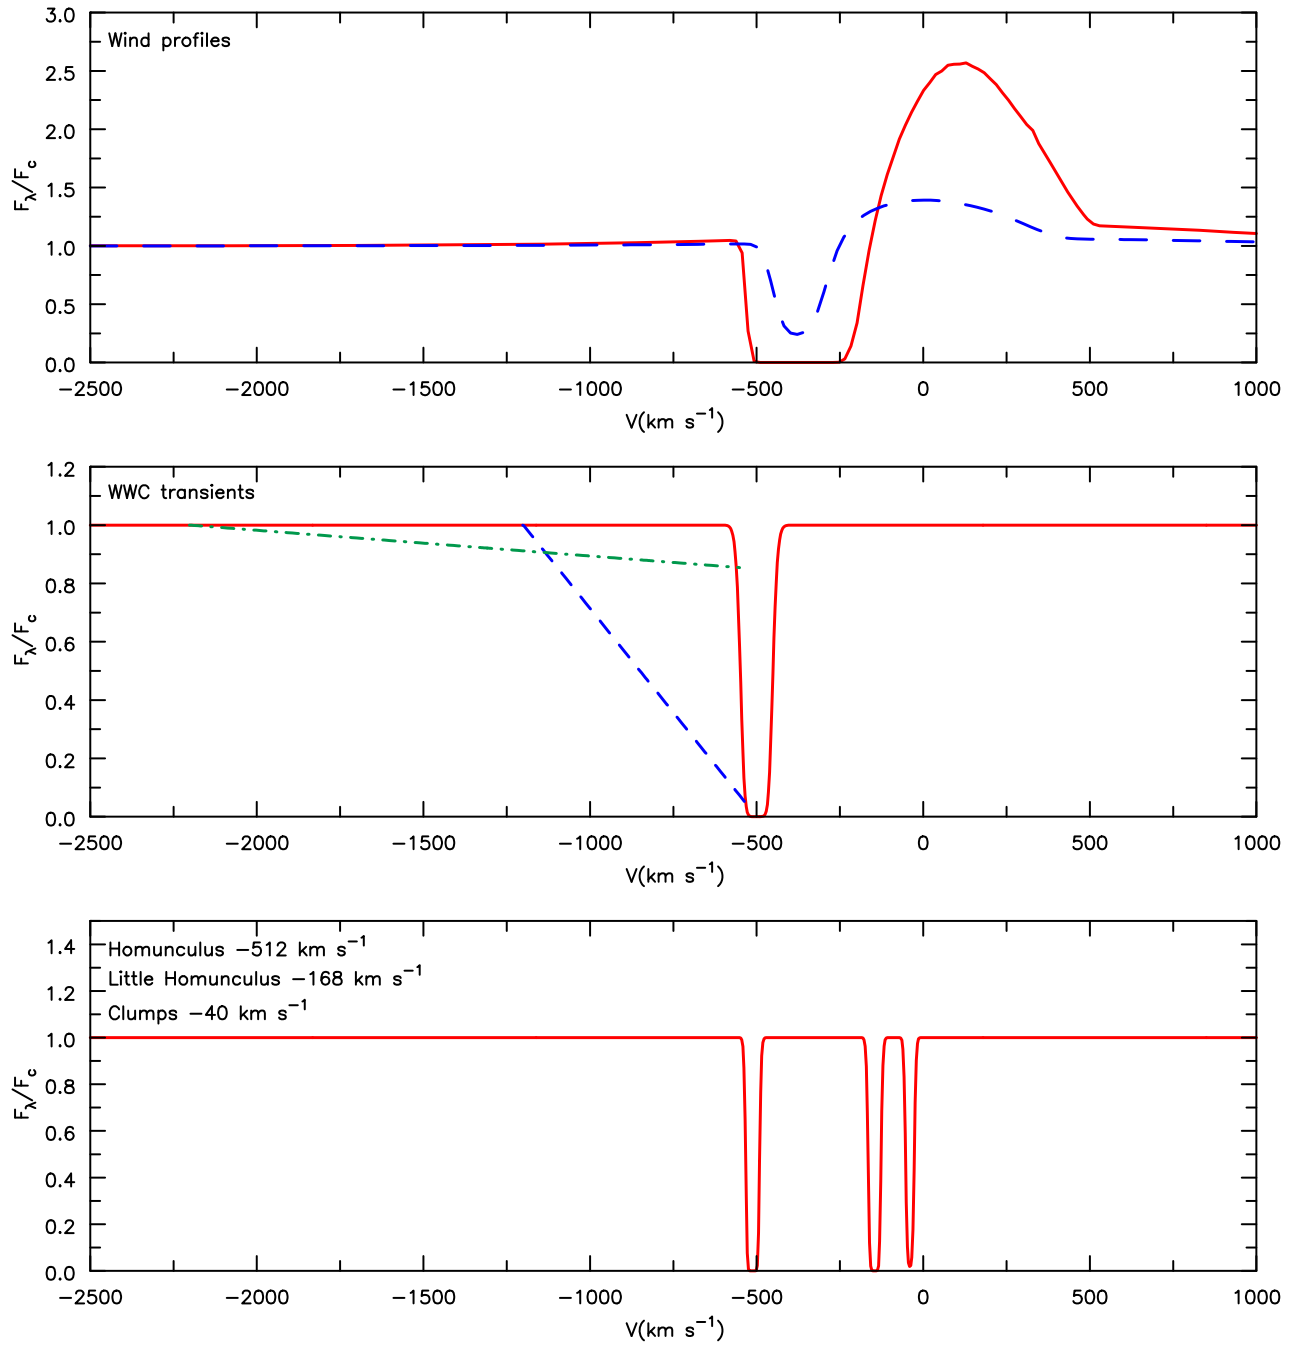 Wind profiles
3.0
2.5
2.0
1.5
1.0
0.5
0.0
Fλ/Fc
−2500 −2000 −1500 −1000 −500 0 500 1000
V(km s⁻¹)
WWC transients
1.2
1.0
0.8
0.6
0.4
0.2
0.0
Fλ/Fc
−2500 −2000 −1500 −1000 −500 0 500 1000
V(km s⁻¹)
Homunculus −512 km s⁻¹
Little Homunculus −168 km s⁻¹
Clumps −40 km s⁻¹
1.4
1.2
1.0
0.8
0.6
0.4
0.2
0.0
Fλ/Fc
−2500 −2000 −1500 −1000 −500 0 500 1000
V(km s⁻¹)